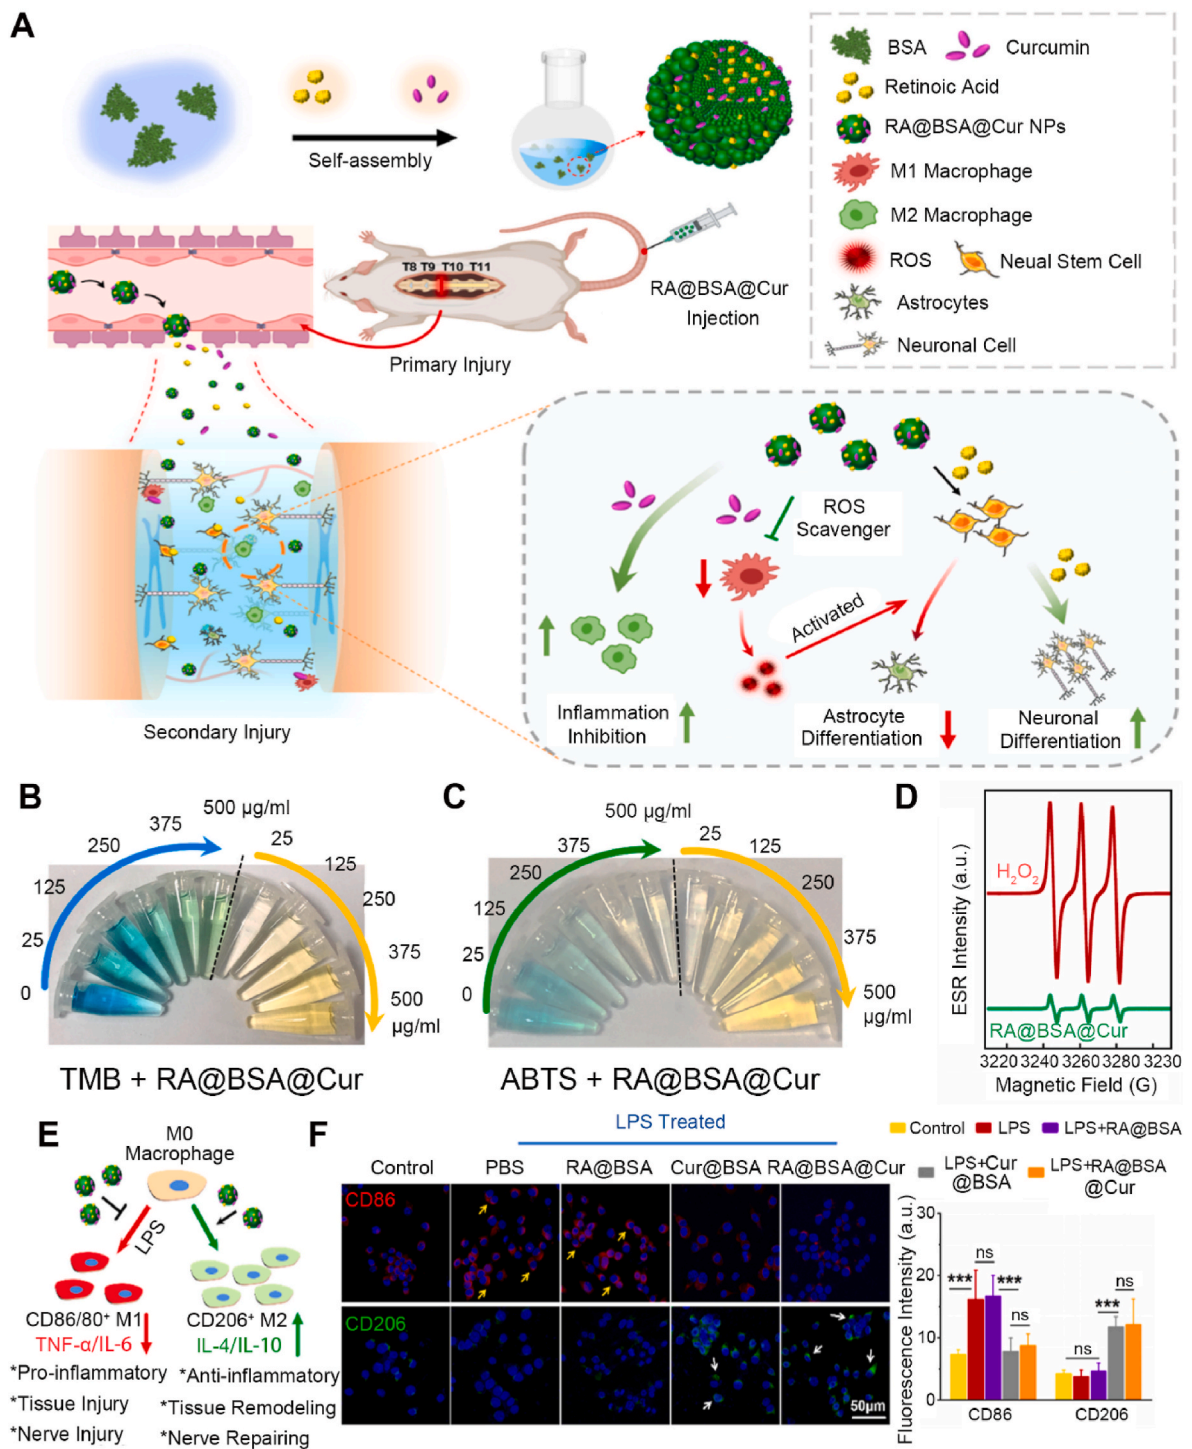 A
Self-assembly
BSA
Curcumin
Retinoic Acid
RA@BSA@Cur NPs
M1 Macrophage
M2 Macrophage
ROS
Neual Stem Cell
Astrocytes
Neuronal Cell
T8 T9 T10 T11
RA@BSA@Cur
Injection
Primary Injury
Secondary Injury
ROS
Scavenger
Activated
Inflammation
Inhibition
Astrocyte
Differentiation
Neuronal
Differentiation
B
0
25
125
250
375
500 μg/ml
25
125
250
375
500
μg/ml
TMB + RA@BSA@Cur
C
0
25
125
250
375
500 μg/ml
25
125
250
375
500
μg/ml
ABTS + RA@BSA@Cur
D
ESR Intensity (a.u.)
H2O2
RA@BSA@Cur
3220 3240 3260 3280 3230
Magnetic Field (G)
E
M0
Macrophage
LPS
CD86/80+ M1
TNF-α/IL-6
*Pro-inflammatory
*Tissue Injury
*Nerve Injury
CD206+ M2
IL-4/IL-10
*Anti-inflammatory
*Tissue Remodeling
*Nerve Repairing
F
LPS Treated
Control PBS RA@BSA Cur@BSA RA@BSA@Cur
CD86
CD206
50μm
Control LPS LPS+RA@BSA
LPS+Cur
@BSA
LPS+RA@BSA
@Cur
Fluorescence Intensity (a.u.)
30
20
10
0
***
ns
***
ns
ns
***
ns
CD86 CD206